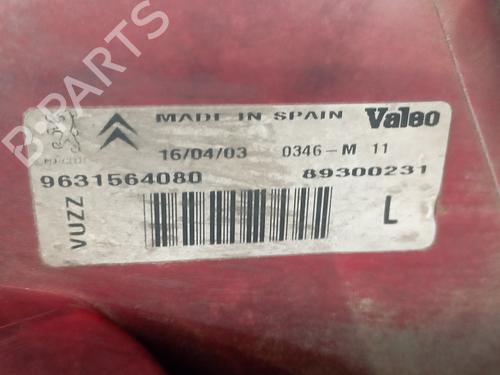 MADE IN SPAIN Valeo
16/04/03 0346-M 11
9631564080 89300231
VUZZ
L
B-PARTS